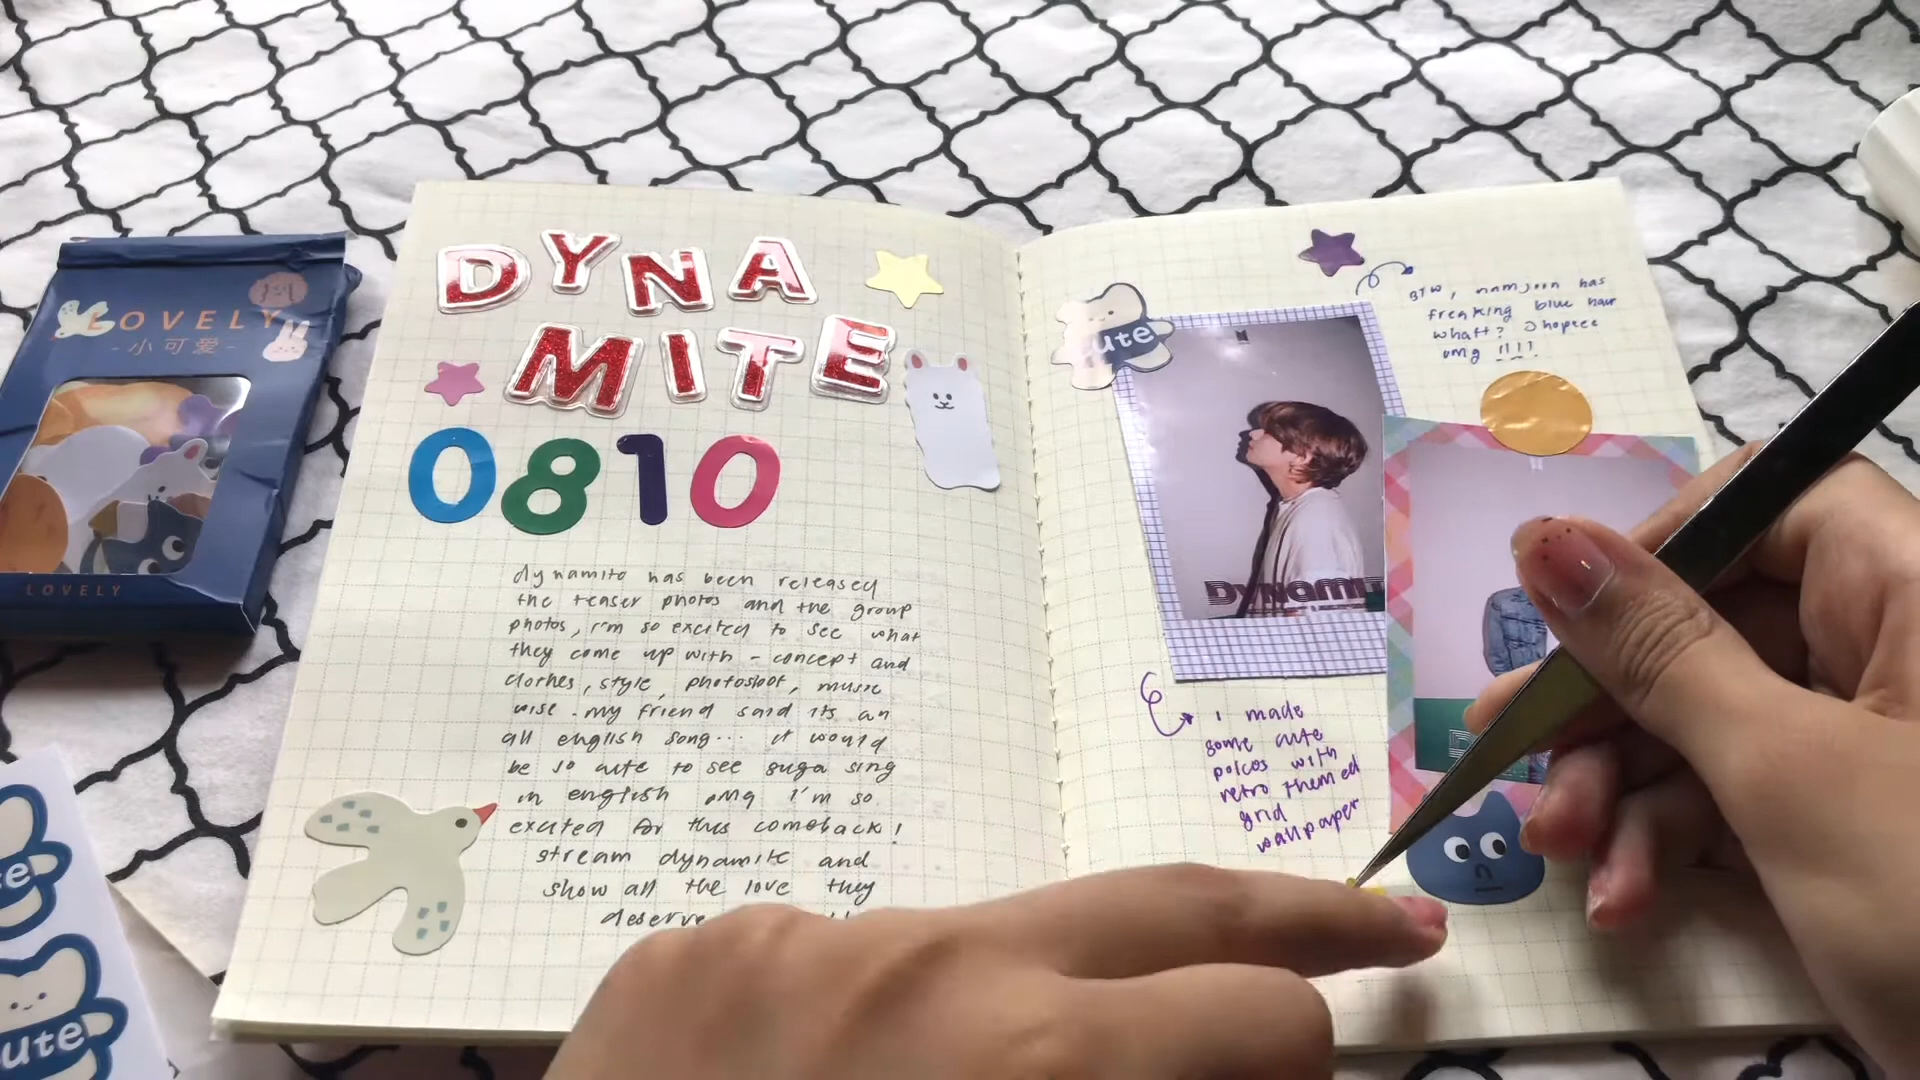 LOVELY
-小可爱-
LOVELY
DYNA
MITE
0810
dynamite has been released
the teaser photos and the group
photos, i'm so excited to see what
they come up with - concept and
clothes, style, photoshoot, music
wise. my friend said its an
all english song... it would
be so cute to see suga sing
in english omg i'm so
excited for this comeback!
stream dynamite and
show all the love they
deserve
cute
BTW, namjoon has
freaking blue hair
whatt?
omg !!!!
DYNAMIT
i made
some cute
polcos with
retro themed
grid
wallpaper
ute